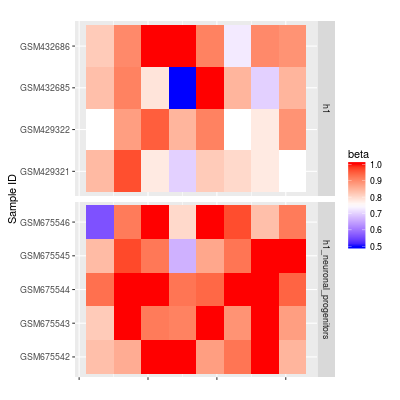 GSM432686
GSM432685
GSM429322
GSM429321
h1
GSM675546
GSM675545
GSM675544
GSM675543
GSM675542
h1_neuronal_progenitors
Sample ID
beta
1.0
0.9
0.8
0.7
0.6
0.5